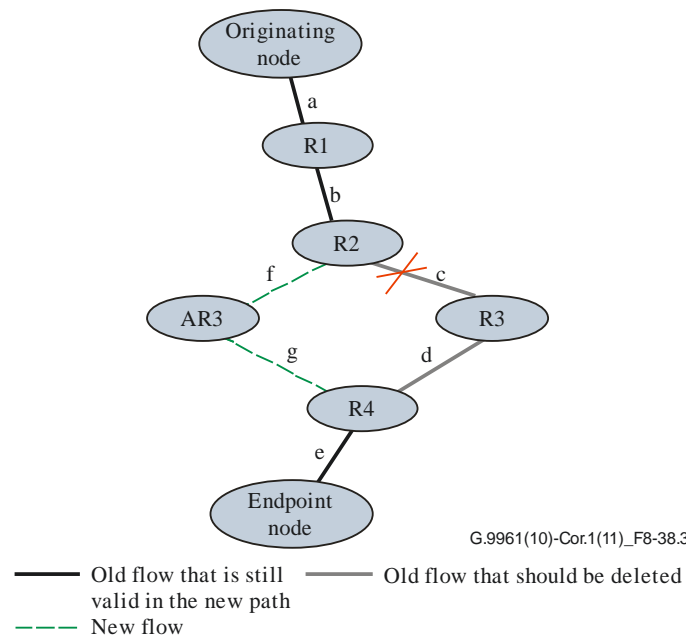 Originating
node
a
R1
b
R2
f
c
AR3
R3
g
d
R4
e
Endpoint
node
G.9961(10)-Cor.1(11)_F8-38.3
Old flow that is still
valid in the new path
Old flow that should be deleted
New flow